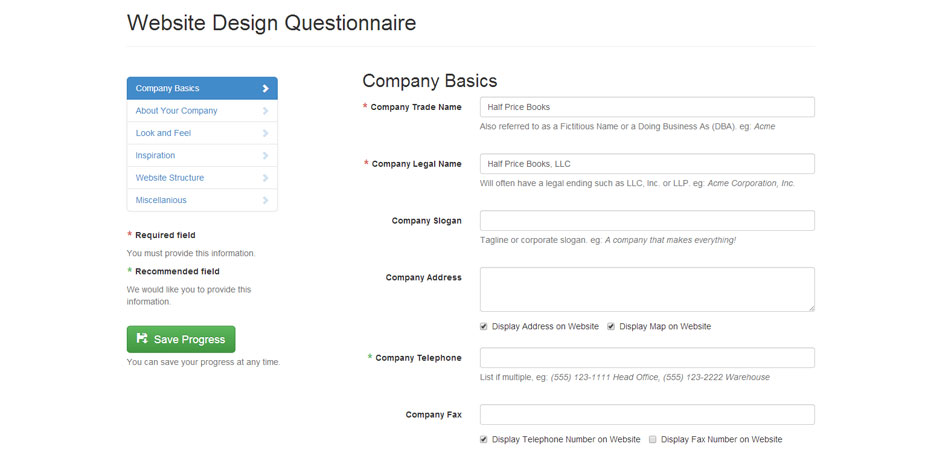 Website Design Questionnaire
Company Basics
About Your Company
Look and Feel
Inspiration
Website Structure
Miscellanious
* Required field
You must provide this information.
* Recommended field
We would like you to provide this
information.
Save Progress
You can save your progress at any time.
Company Basics
* Company Trade Name
Half Price Books
Also referred to as a Fictitious Name or a Doing Business As (DBA). eg: Acme
* Company Legal Name
Half Price Books, LLC
Will often have a legal ending such as LLC, Inc. or LLP. eg: Acme Corporation, Inc.
Company Slogan
Tagline or corporate slogan. eg: A company that makes everything!
Company Address
Display Address on Website Display Map on Website
* Company Telephone
List if multiple, eg: (555) 123-1111 Head Office, (555) 123-2222 Warehouse
Company Fax
Display Telephone Number on Website Display Fax Number on Website